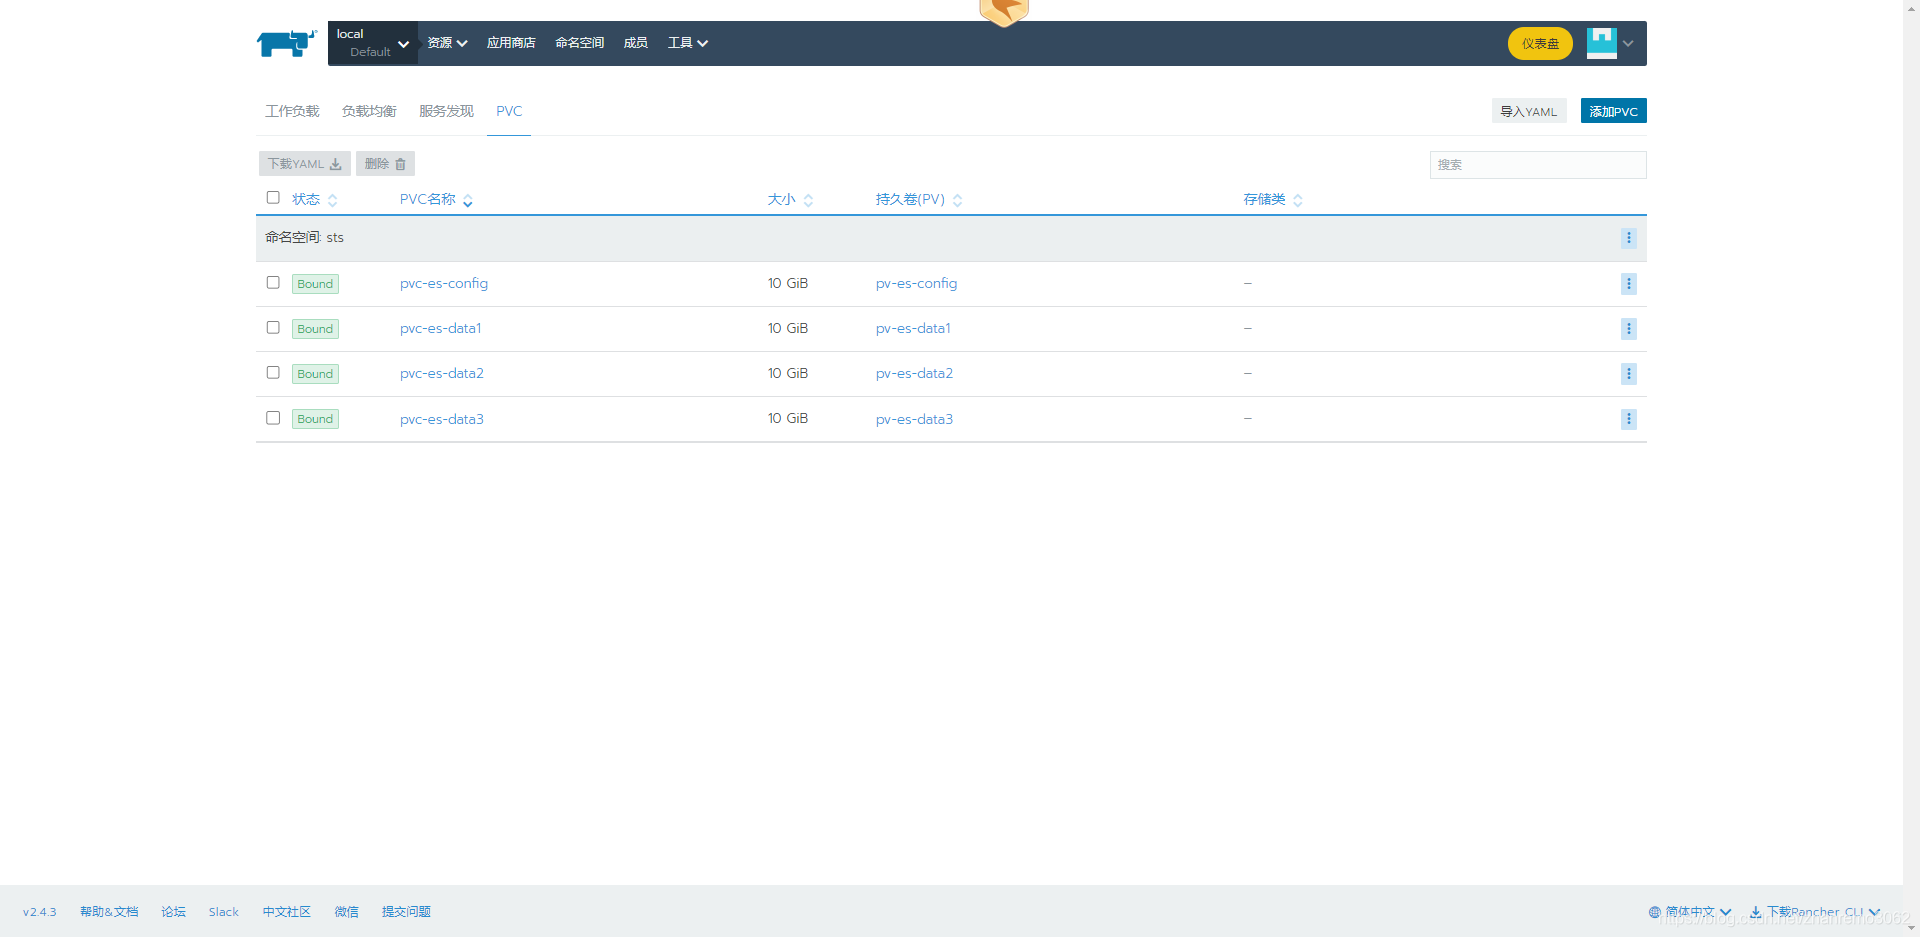 local
Default
资源 应用商店 命名空间 成员 工具
仪表盘
工作负载 负载均衡 服务发现 PVC
导入YAML 添加PVC
下载YAML 删除
搜索
状态 PVC名称 大小 持久卷(PV) 存储类
命名空间: sts
Bound pvc-es-config 10 GiB pv-es-config –
Bound pvc-es-data1 10 GiB pv-es-data1 –
Bound pvc-es-data2 10 GiB pv-es-data2 –
Bound pvc-es-data3 10 GiB pv-es-data3 –
v2.4.3 帮助&文档 论坛 Slack 中文社区 微信 提交问题
简体中文 下载Rancher CLI
https://blog.csdn.net/zhanremo3062